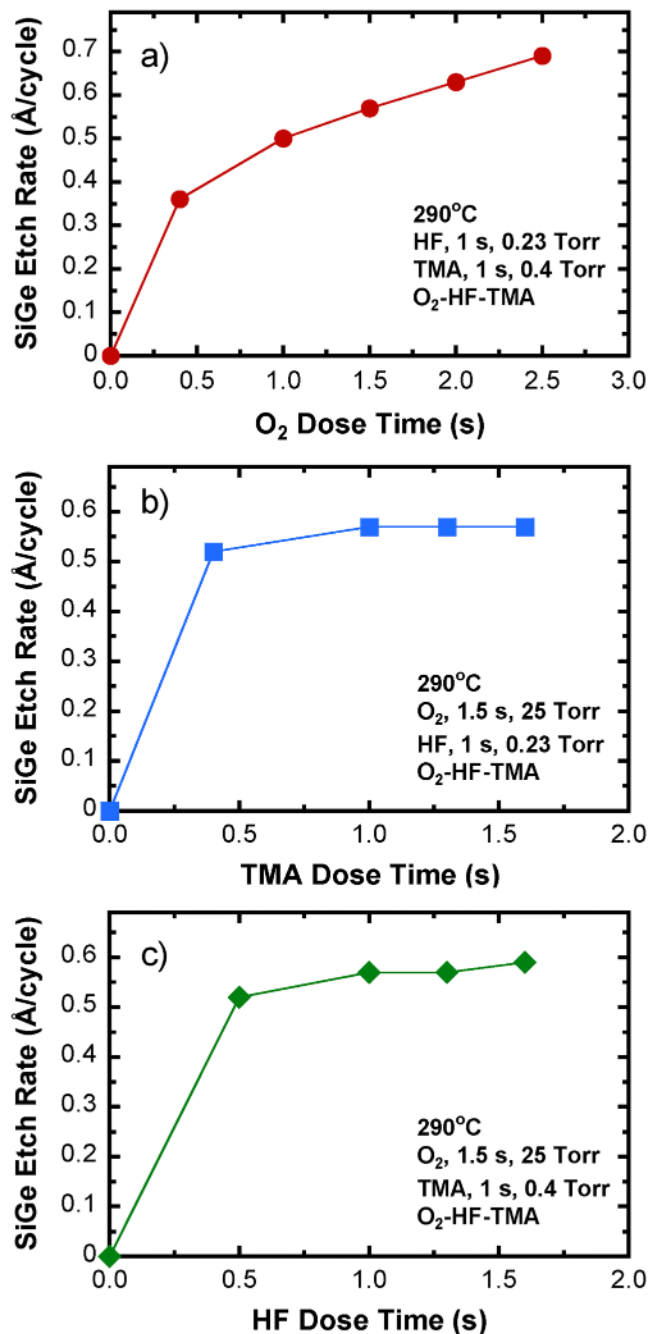 a)
SiGe Etch Rate (Å/cycle)
0.7
0.6
0.5
0.4
0.3
0.2
0.1
0
290°C
HF, 1 s, 0.23 Torr
TMA, 1 s, 0.4 Torr
O₂-HF-TMA
0.0 0.5 1.0 1.5 2.0 2.5 3.0
O₂ Dose Time (s)
b)
SiGe Etch Rate (Å/cycle)
0.6
0.5
0.4
0.3
0.2
0.1
0
290°C
O₂, 1.5 s, 25 Torr
HF, 1 s, 0.23 Torr
O₂-HF-TMA
0.0 0.5 1.0 1.5 2.0
TMA Dose Time (s)
c)
SiGe Etch Rate (Å/cycle)
0.6
0.5
0.4
0.3
0.2
0.1
0
290°C
O₂, 1.5 s, 25 Torr
TMA, 1 s, 0.4 Torr
O₂-HF-TMA
0.0 0.5 1.0 1.5 2.0
HF Dose Time (s)